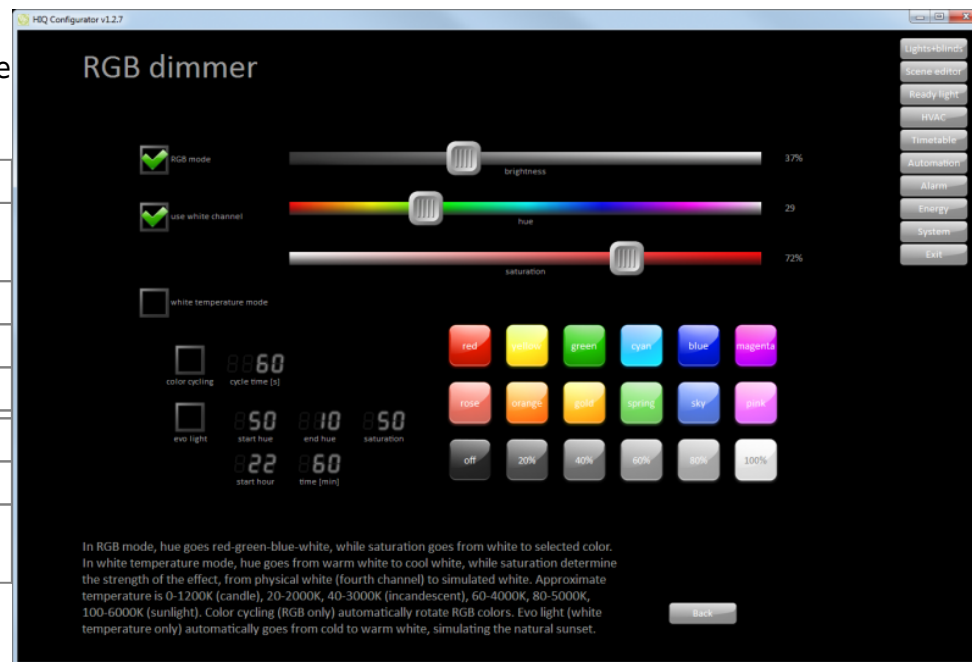 HIQ Configurator v1.2.7
e
RGB dimmer
Lights+blinds
Scene editor
Ready light
HVAC
Timetable
Automation
Alarm
Energy
System
Exit
RGB mode
brightness
37%
use white channel
hue
29
saturation
72%
white temperature mode
color cycling
60
cycle time [s]
evo light
50
start hue
10
end hue
50
saturation
22
start hour
60
time [min]
red
yellow
green
cyan
blue
magenta
rose
orange
gold
spring
sky
pink
off
20%
40%
60%
80%
100%
In RGB mode, hue goes red-green-blue-white, while saturation goes from white to selected color.
In white temperature mode, hue goes from warm white to cool white, while saturation determine
the strength of the effect, from physical white (fourth channel) to simulated white. Approximate
temperature is 0-1200K (candle), 20-2000K, 40-3000K (incandescent), 60-4000K, 80-5000K,
100-6000K (sunlight). Color cycling (RGB only) automatically rotate RGB colors. Evo light (white
temperature only) automatically goes from cold to warm white, simulating the natural sunset.
Back